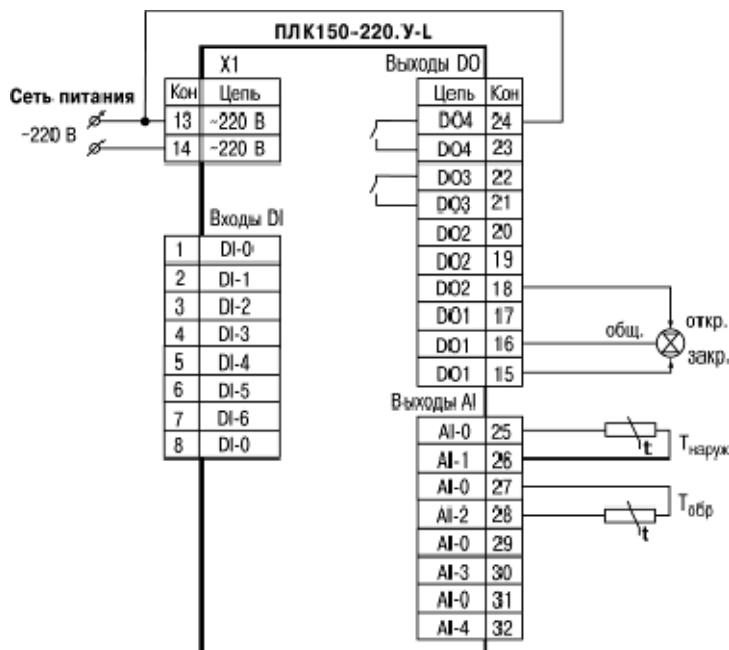 ПЛК150-220.У-L
X1
Выходы DO
Кон Цепь
Цепь Кон
Сеть питания
~220 В
13 ~220 В
14 ~220 В
DO4 24
DO4 23
DO3 22
DO3 21
DO2 20
DO2 19
DO2 18
DO1 17
DO1 16
DO1 15
откр.
общ.
закр.
Входы DI
1 DI-0
2 DI-1
3 DI-2
4 DI-3
5 DI-4
6 DI-5
7 DI-6
8 DI-0
Выходы AI
AI-0 25
AI-1 26
AI-0 27
AI-2 28
AI-0 29
AI-3 30
AI-0 31
AI-4 32
t
Tнаруж
Tобр
t